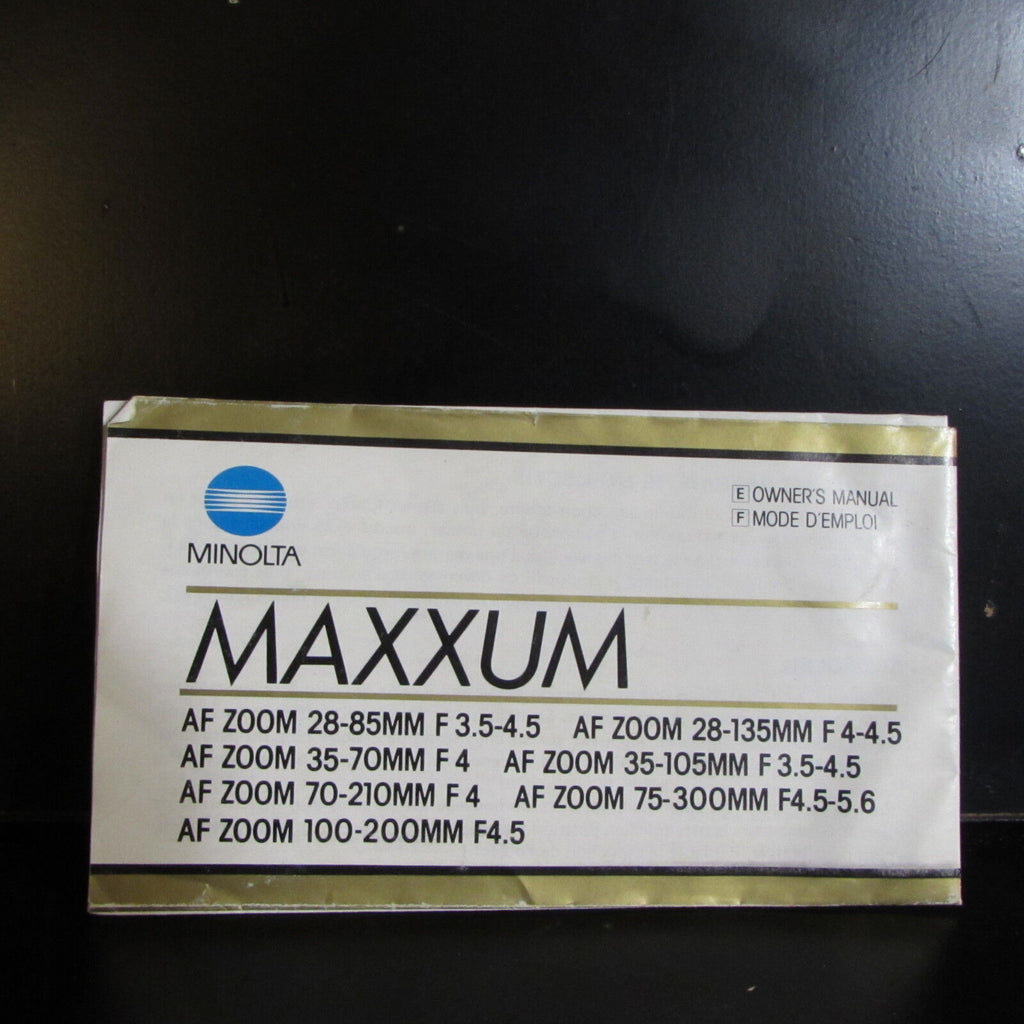 MINOLTA
E OWNER'S MANUAL
F MODE D'EMPLOI
MAXXUM
AF ZOOM 28-85MM F 3.5-4.5 AF ZOOM 28-135MM F 4-4.5
AF ZOOM 35-70MM F 4 AF ZOOM 35-105MM F 3.5-4.5
AF ZOOM 70-210MM F 4 AF ZOOM 75-300MM F4.5-5.6
AF ZOOM 100-200MM F4.5